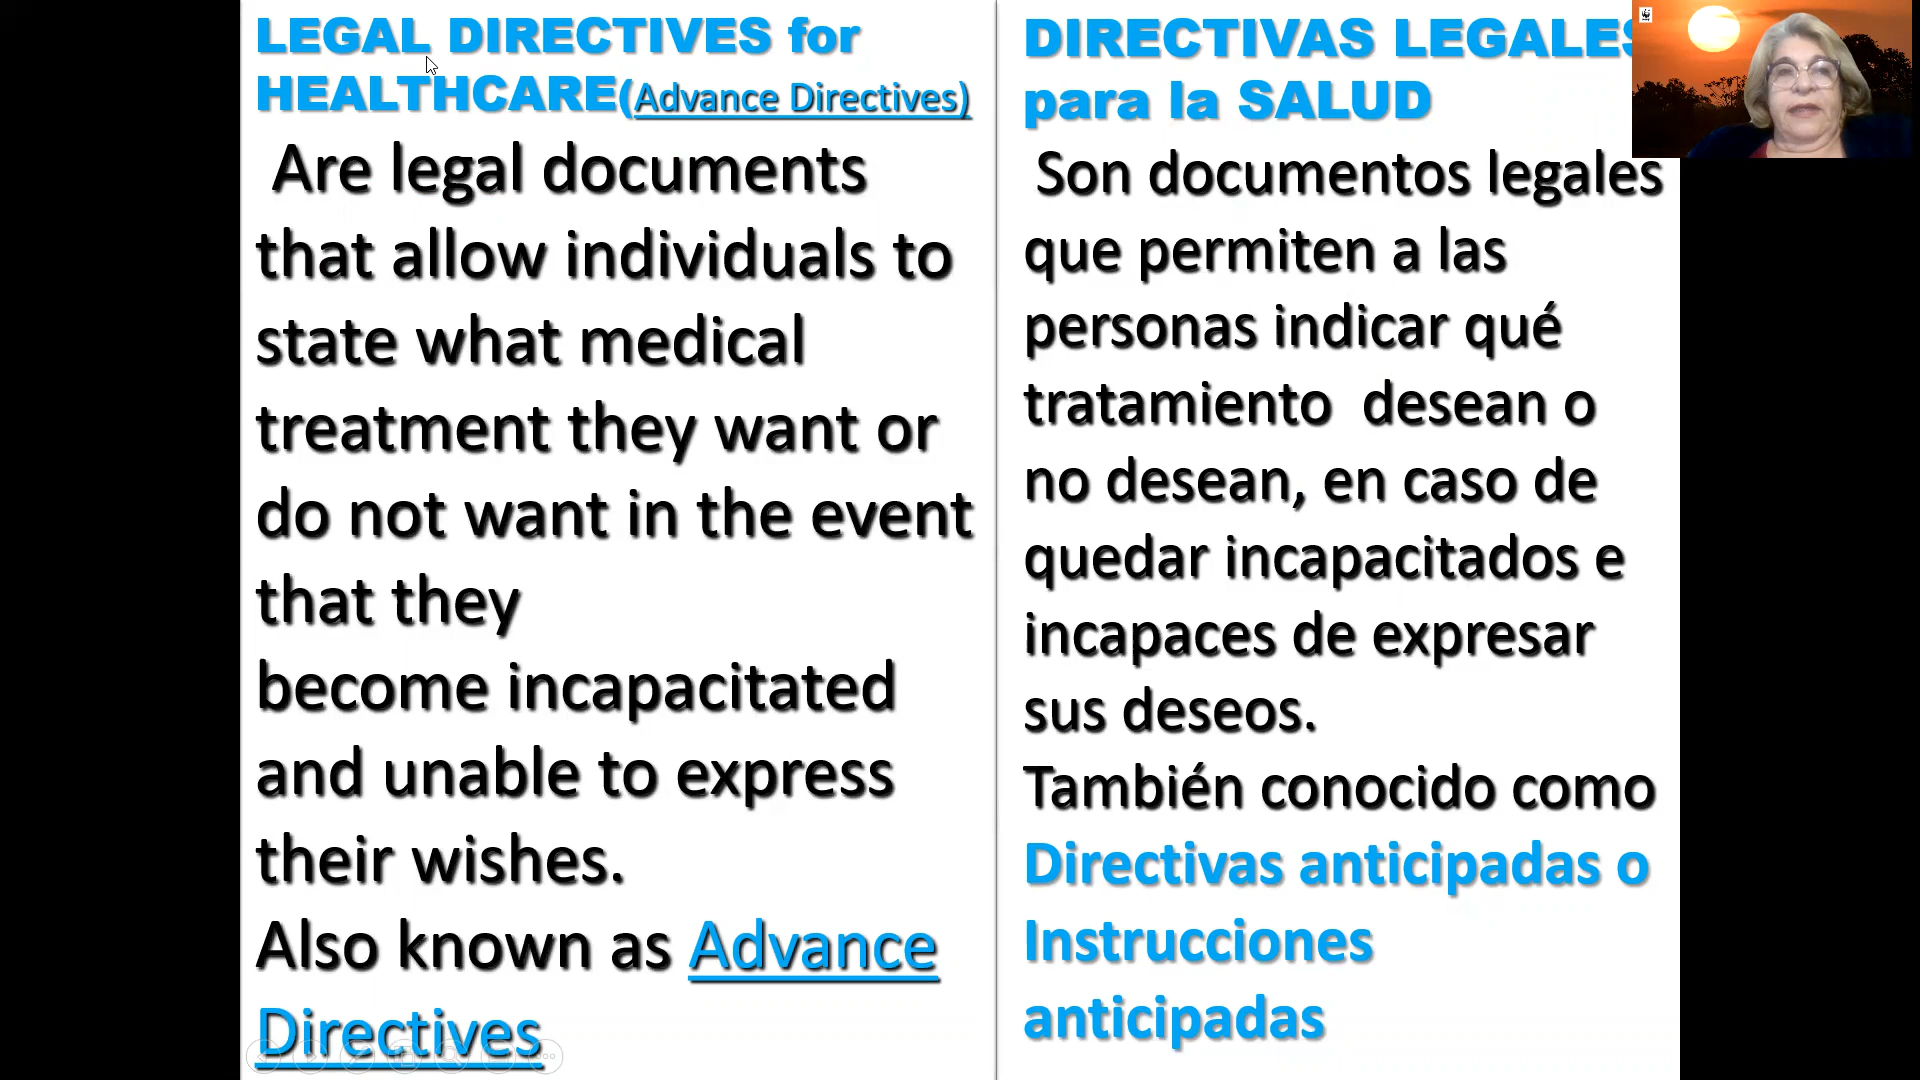 LEGAL DIRECTIVES for
HEALTHCARE(Advance Directives)
Are legal documents
that allow individuals to
state what medical
treatment they want or
do not want in the event
that they
become incapacitated
and unable to express
their wishes.
Also known as Advance
Directives
DIRECTIVAS LEGALES
para la SALUD
Son documentos legales
que permiten a las
personas indicar qué
tratamiento desean o
no desean, en caso de
quedar incapacitados e
incapaces de expresar
sus deseos.
También conocido como
Directivas anticipadas o
Instrucciones
anticipadas